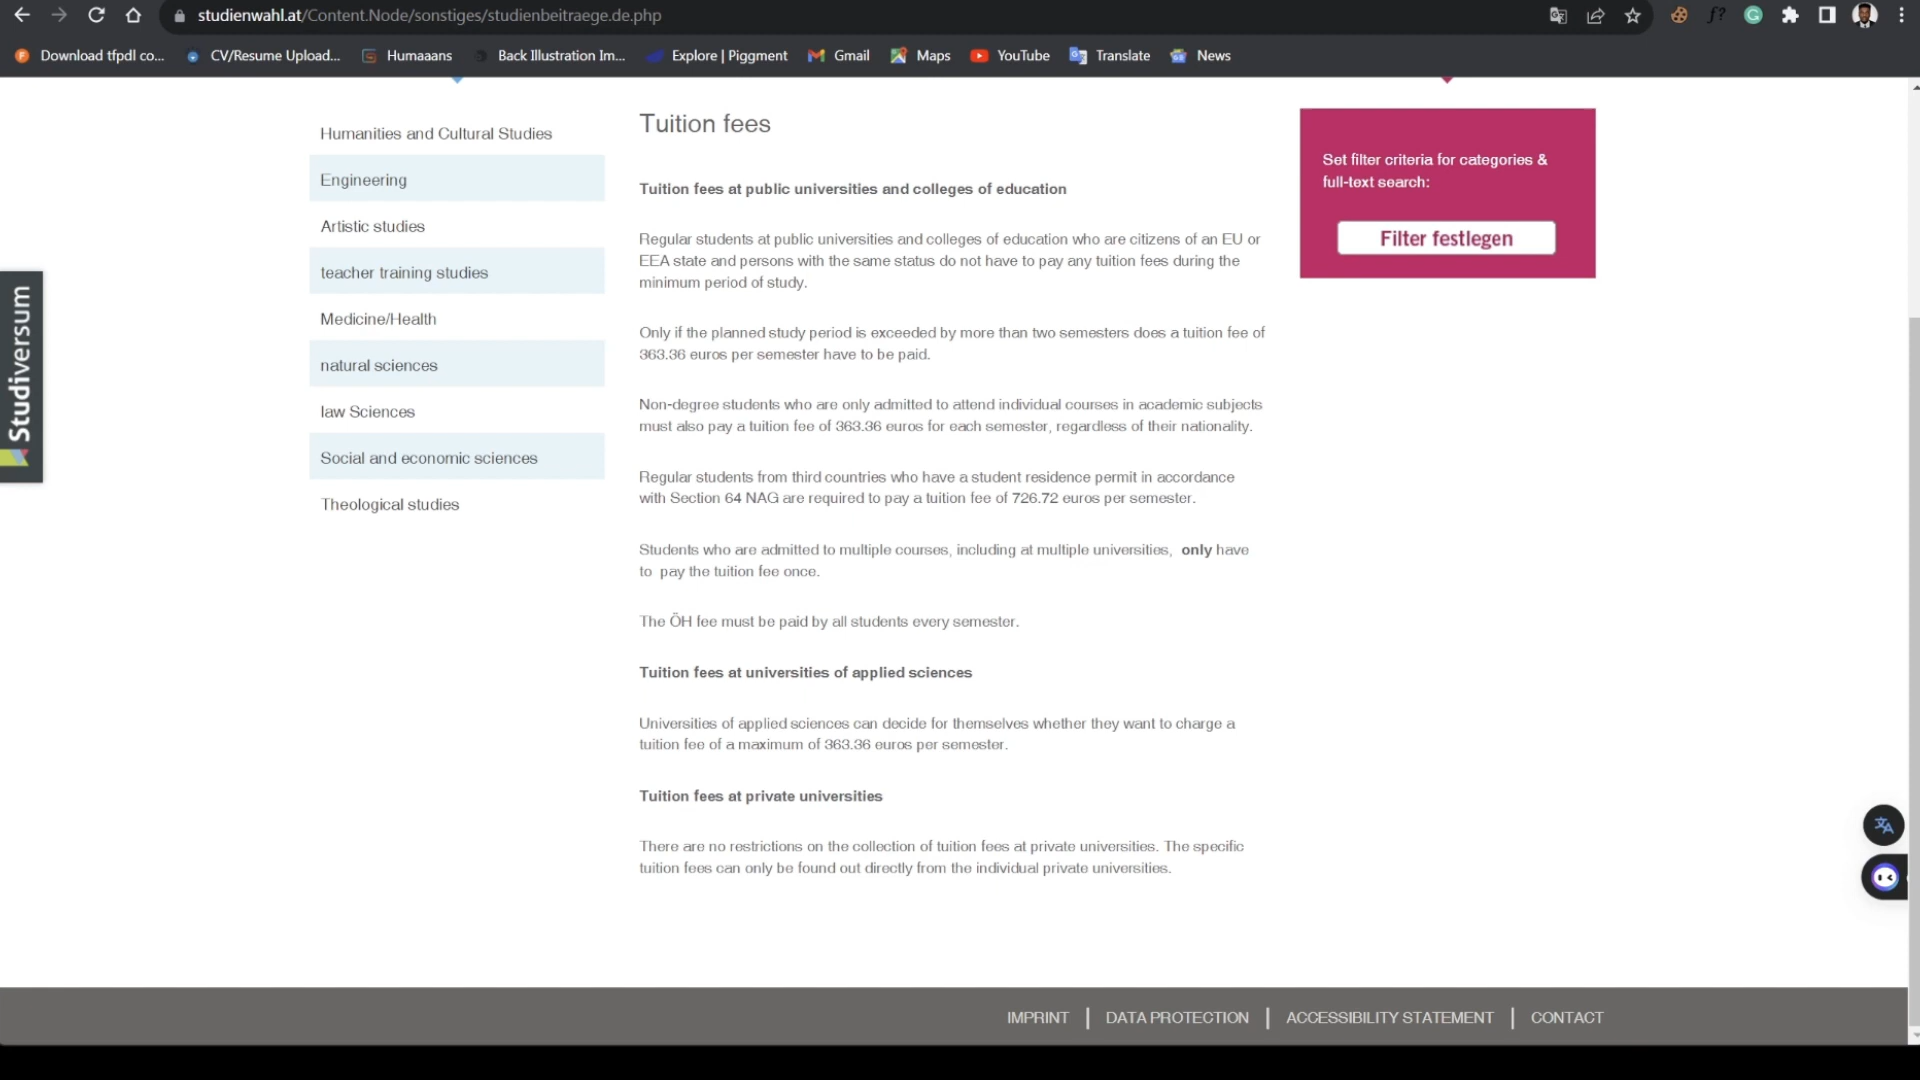 studienwahl.at/Content.Node/sonstiges/studienbeitraege.de.php
Download tfpdl co... CV/Resume Upload... Humaaans Back Illustration Im... Explore | Piggment Gmail Maps YouTube Translate News
Humanities and Cultural Studies
Engineering
Artistic studies
teacher training studies
Medicine/Health
natural sciences
law Sciences
Social and economic sciences
Theological studies
Studiversum
Tuition fees
Tuition fees at public universities and colleges of education
Regular students at public universities and colleges of education who are citizens of an EU or
EEA state and persons with the same status do not have to pay any tuition fees during the
minimum period of study.
Only if the planned study period is exceeded by more than two semesters does a tuition fee of
363.36 euros per semester have to be paid.
Non-degree students who are only admitted to attend individual courses in academic subjects
must also pay a tuition fee of 363.36 euros for each semester, regardless of their nationality.
Regular students from third countries who have a student residence permit in accordance
with Section 64 NAG are required to pay a tuition fee of 726.72 euros per semester.
Students who are admitted to multiple courses, including at multiple universities, only have
to pay the tuition fee once.
The ÖH fee must be paid by all students every semester.
Tuition fees at universities of applied sciences
Universities of applied sciences can decide for themselves whether they want to charge a
tuition fee of a maximum of 363.36 euros per semester.
Tuition fees at private universities
There are no restrictions on the collection of tuition fees at private universities. The specific
tuition fees can only be found out directly from the individual private universities.
Set filter criteria for categories &
full-text search:
Filter festlegen
IMPRINT | DATA PROTECTION | ACCESSIBILITY STATEMENT | CONTACT